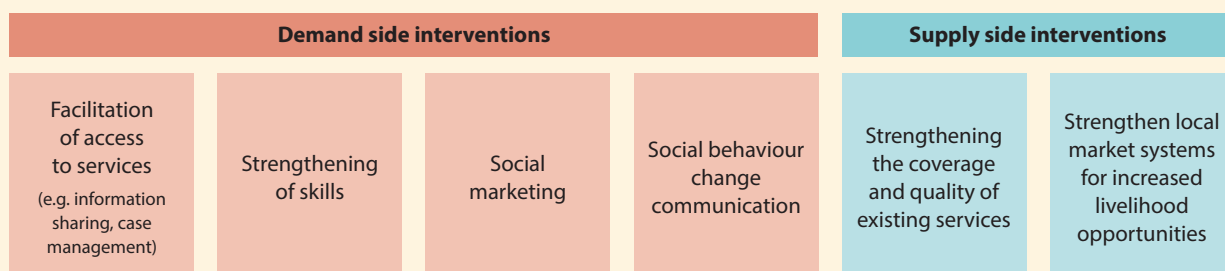 Demand side interventions
Supply side interventions
Facilitation
of access
to services
(e.g. information
sharing, case
management)
Strengthening
of skills
Social
marketing
Social behaviour
change
communication
Strengthening
the coverage
and quality of
existing services
Strengthen local
market systems
for increased
livelihood
opportunities